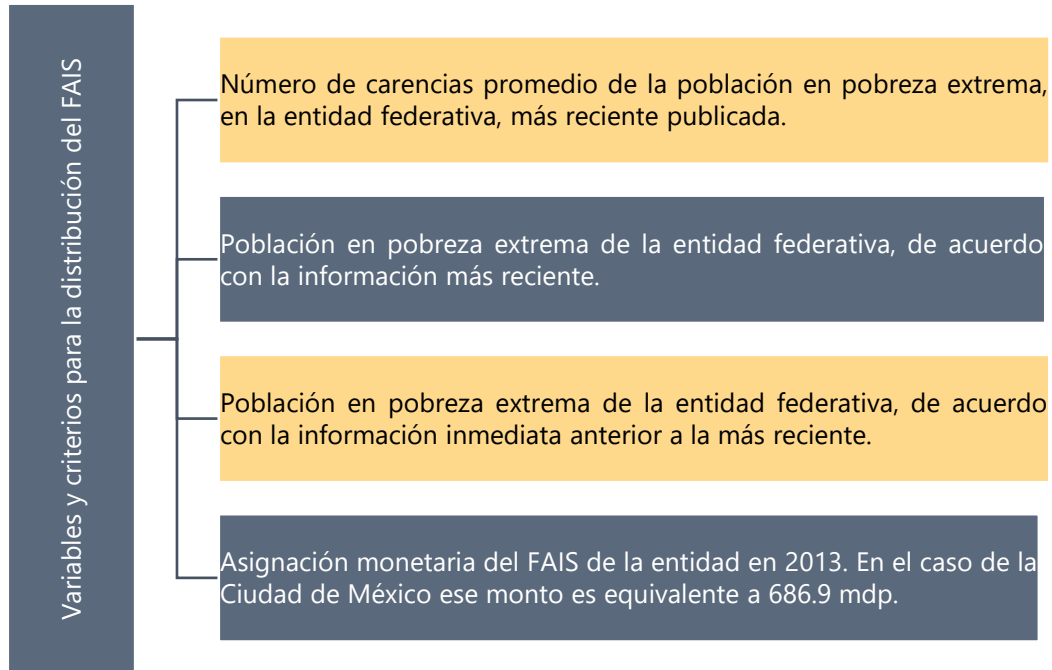 Variables y criterios para la distribución del FAIS
Número de carencias promedio de la población en pobreza extrema,
en la entidad federativa, más reciente publicada.
Población en pobreza extrema de la entidad federativa, de acuerdo
con la información más reciente.
Población en pobreza extrema de la entidad federativa, de acuerdo
con la información inmediata anterior a la más reciente.
Asignación monetaria del FAIS de la entidad en 2013. En el caso de la
Ciudad de México ese monto es equivalente a 686.9 mdp.